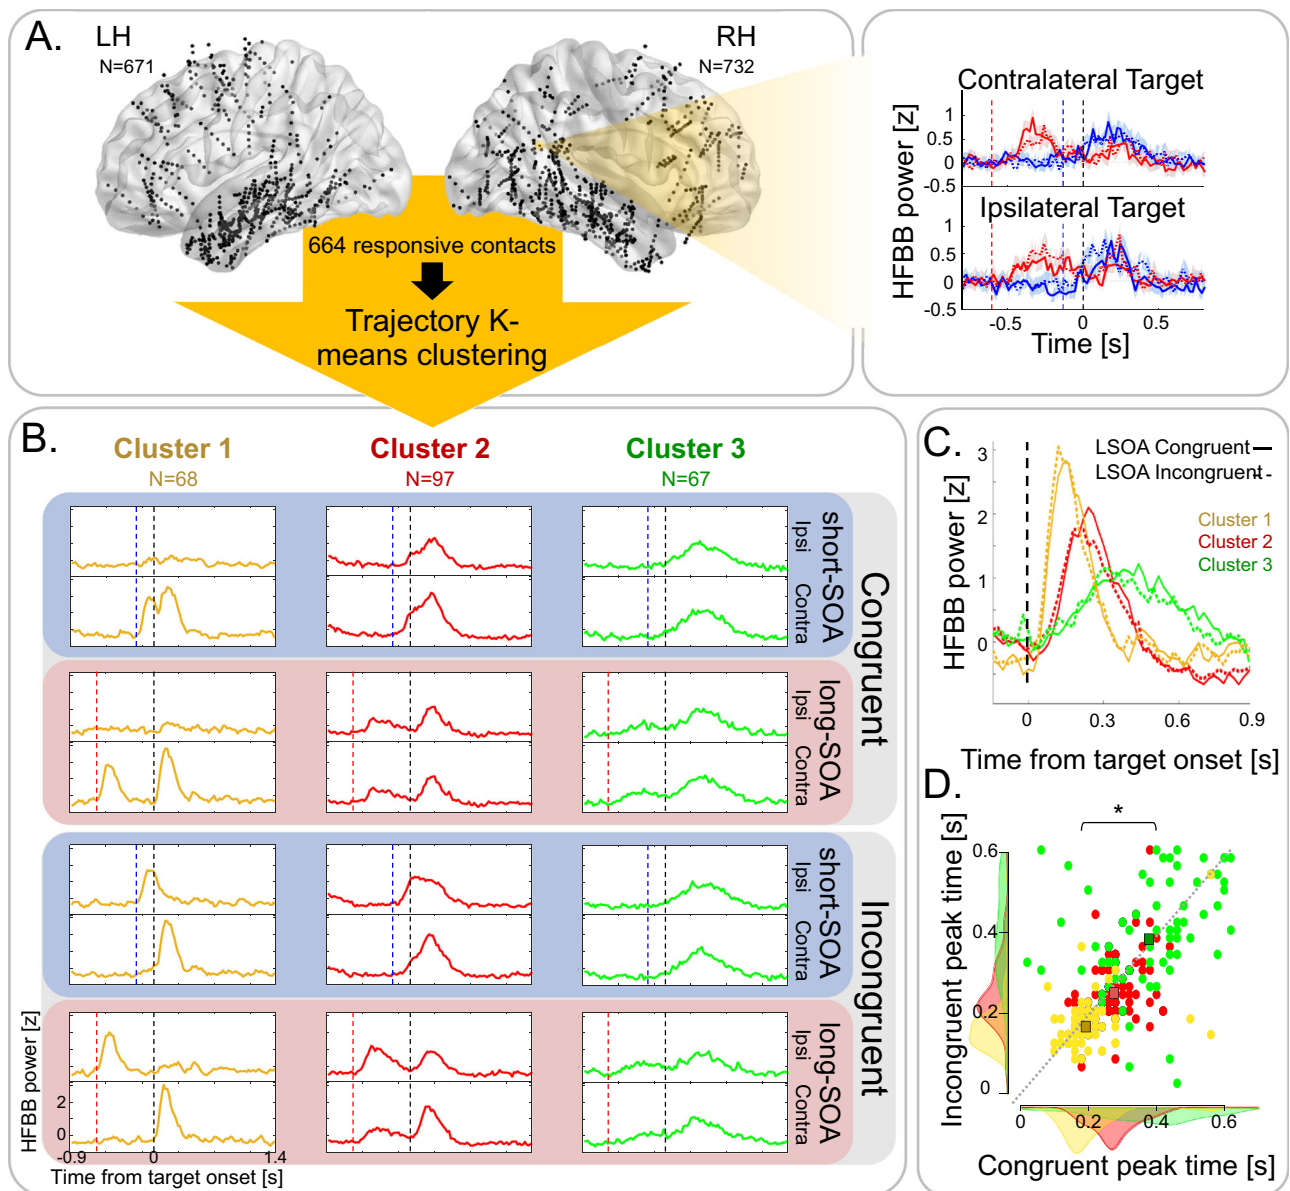 A.
LH
N=671
RH
N=732
664 responsive contacts
Trajectory K-
means clustering
Contralateral Target
1
0.5
0
-0.5
HFBB power [z]
Ipsilateral Target
1
0.5
0
-0.5
-0.5
0
0.5
Time [s]
B.
Cluster 1
N=68
Cluster 2
N=97
Cluster 3
N=67
short-SOA
Ipsi
Contra
long-SOA
Ipsi
Contra
Congruent
short-SOA
Ipsi
Contra
long-SOA
Ipsi
Contra
Incongruent
HFBB power [z]
2
0
-0.9
0
1.4
Time from target onset [s]
C.
LSOA Congruent
LSOA Incongruent
Cluster 1
Cluster 2
Cluster 3
HFBB power [z]
3
2
1
0
0
0.3
0.6
0.9
Time from target onset [s]
D.
*
Incongruent peak time [s]
0.6
0.4
0.2
0
0
0.2
0.4
0.6
Congruent peak time [s]